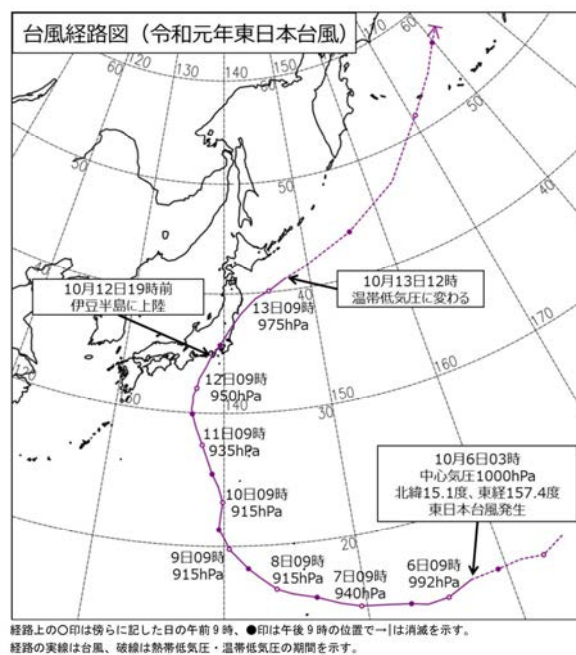 台風経路図（令和元年東日本台風）
60
120
130
140
150
160
170
60
50
50
50
40
10月12日19時前
伊豆半島に上陸
10月13日12時
温帯低気圧に変わる
13日09時
975hPa
40
170
12日09時
950hPa
120
130
140
30
150
160
11日09時
935hPa
10月6日03時
中心気圧1000hPa
北緯15.1度、東経157.4度
東日本台風発生
10日09時
915hPa
9日09時
915hPa
8日09時
915hPa
20
7日09時
940hPa
6日09時
992hPa
経路上の○印は傍らに記した日の午前9時、●印は午後9時の位置で→|は消滅を示す。
経路の実線は台風、破線は熱帯低気圧・温帯低気圧の期間を示す。